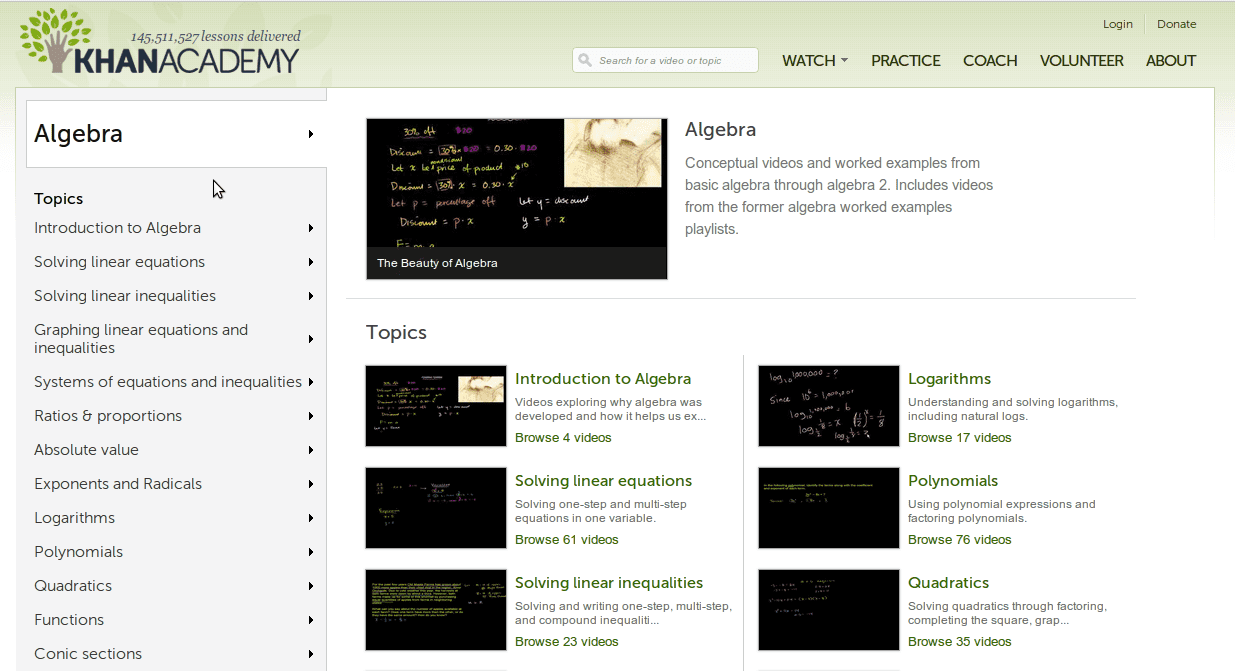 145,511,527 lessons delivered
KHANACADEMY
Login
Donate
Search for a video or topic
WATCH
PRACTICE
COACH
VOLUNTEER
ABOUT
Algebra
Topics
Introduction to Algebra
Solving linear equations
Solving linear inequalities
Graphing linear equations and
inequalities
Systems of equations and inequalities
Ratios & proportions
Absolute value
Exponents and Radicals
Logarithms
Polynomials
Quadratics
Functions
Conic sections
30% off $20
Discount = 30% × $20 = 0.30 · $20
Let x be price of product
Discount = 30% · x = 0.30 · x
Let p = percentage off let y = discount
Discount = p · x y = p · x
The Beauty of Algebra
Algebra
Conceptual videos and worked examples from
basic algebra through algebra 2. Includes videos
from the former algebra worked examples
playlists.
Topics
Introduction to Algebra
Videos exploring why algebra was
developed and how it helps us ex...
Browse 4 videos
Solving linear equations
Solving one-step and multi-step
equations in one variable.
Browse 61 videos
Solving linear inequalities
Solving and writing one-step, multi-step,
and compound inequaliti...
Browse 23 videos
log₁₀ 1,000,000 = ?
Since 10⁶ = 1,000,000
Logarithms
Understanding and solving logarithms,
including natural logs.
Browse 17 videos
Polynomials
Using polynomial expressions and
factoring polynomials.
Browse 76 videos
Quadratics
Solving quadratics through factoring,
completing the square, grap...
Browse 35 videos